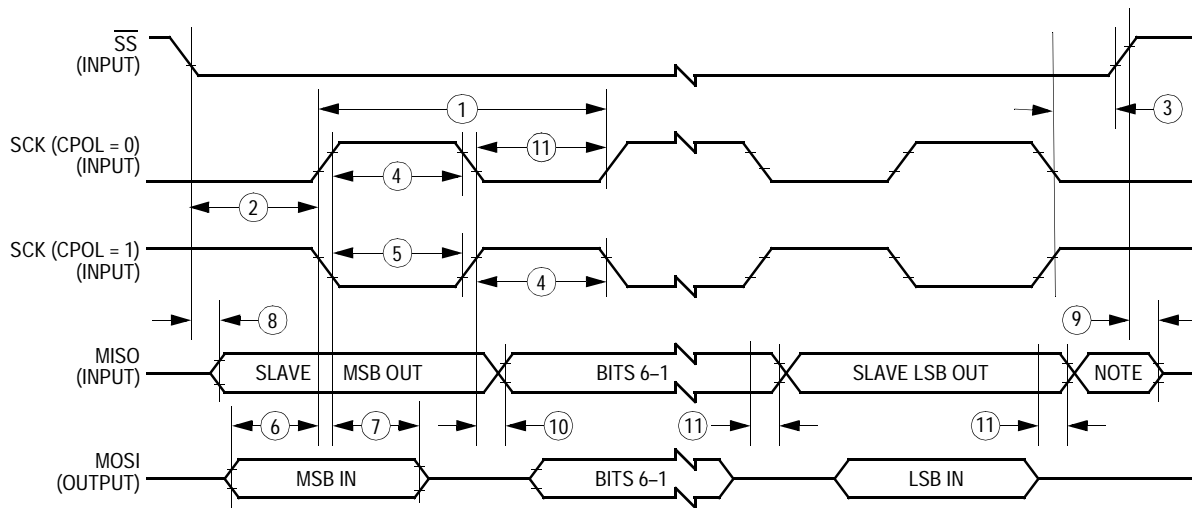 SS
(INPUT)
1
3
SCK (CPOL = 0)
(INPUT)
11
4
2
SCK (CPOL = 1)
(INPUT)
5
4
8
9
MISO
(INPUT)
SLAVE MSB OUT
BITS 6–1
SLAVE LSB OUT
NOTE
6
7
10
11
11
MOSI
(OUTPUT)
MSB IN
BITS 6–1
LSB IN